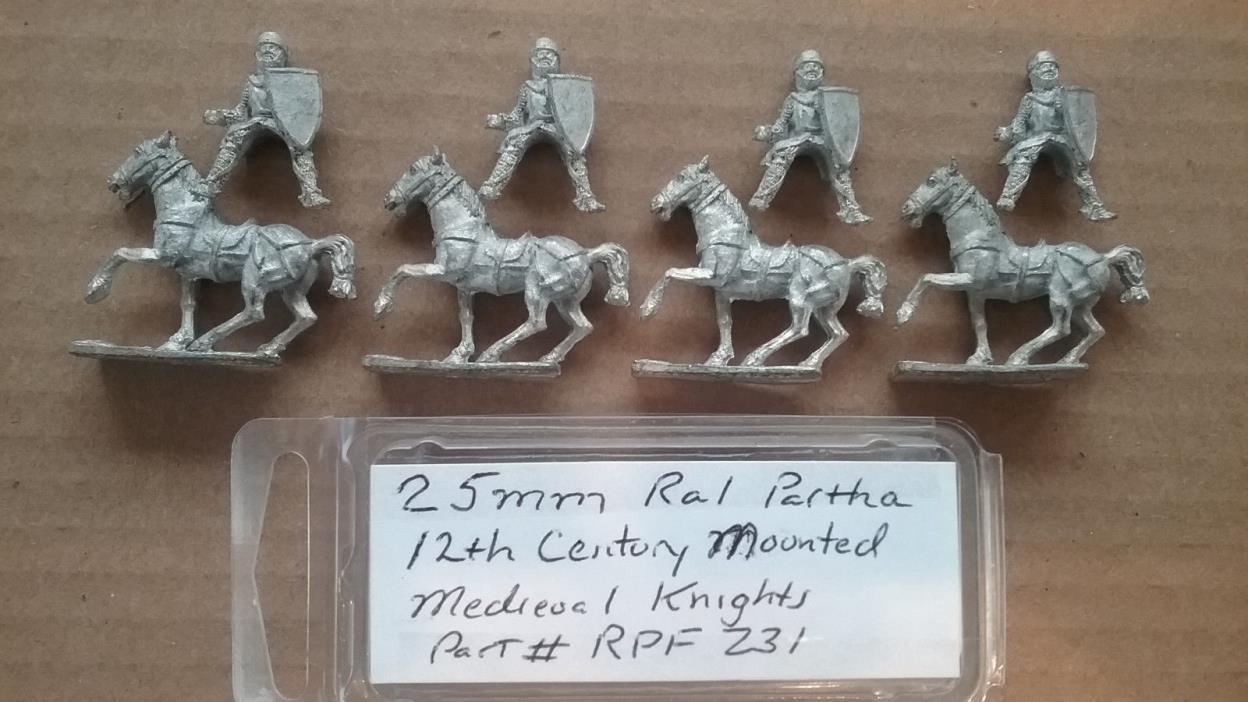 25mm Ral Partha
12th Century Mounted
Medieval Knights
Part # RPF 231